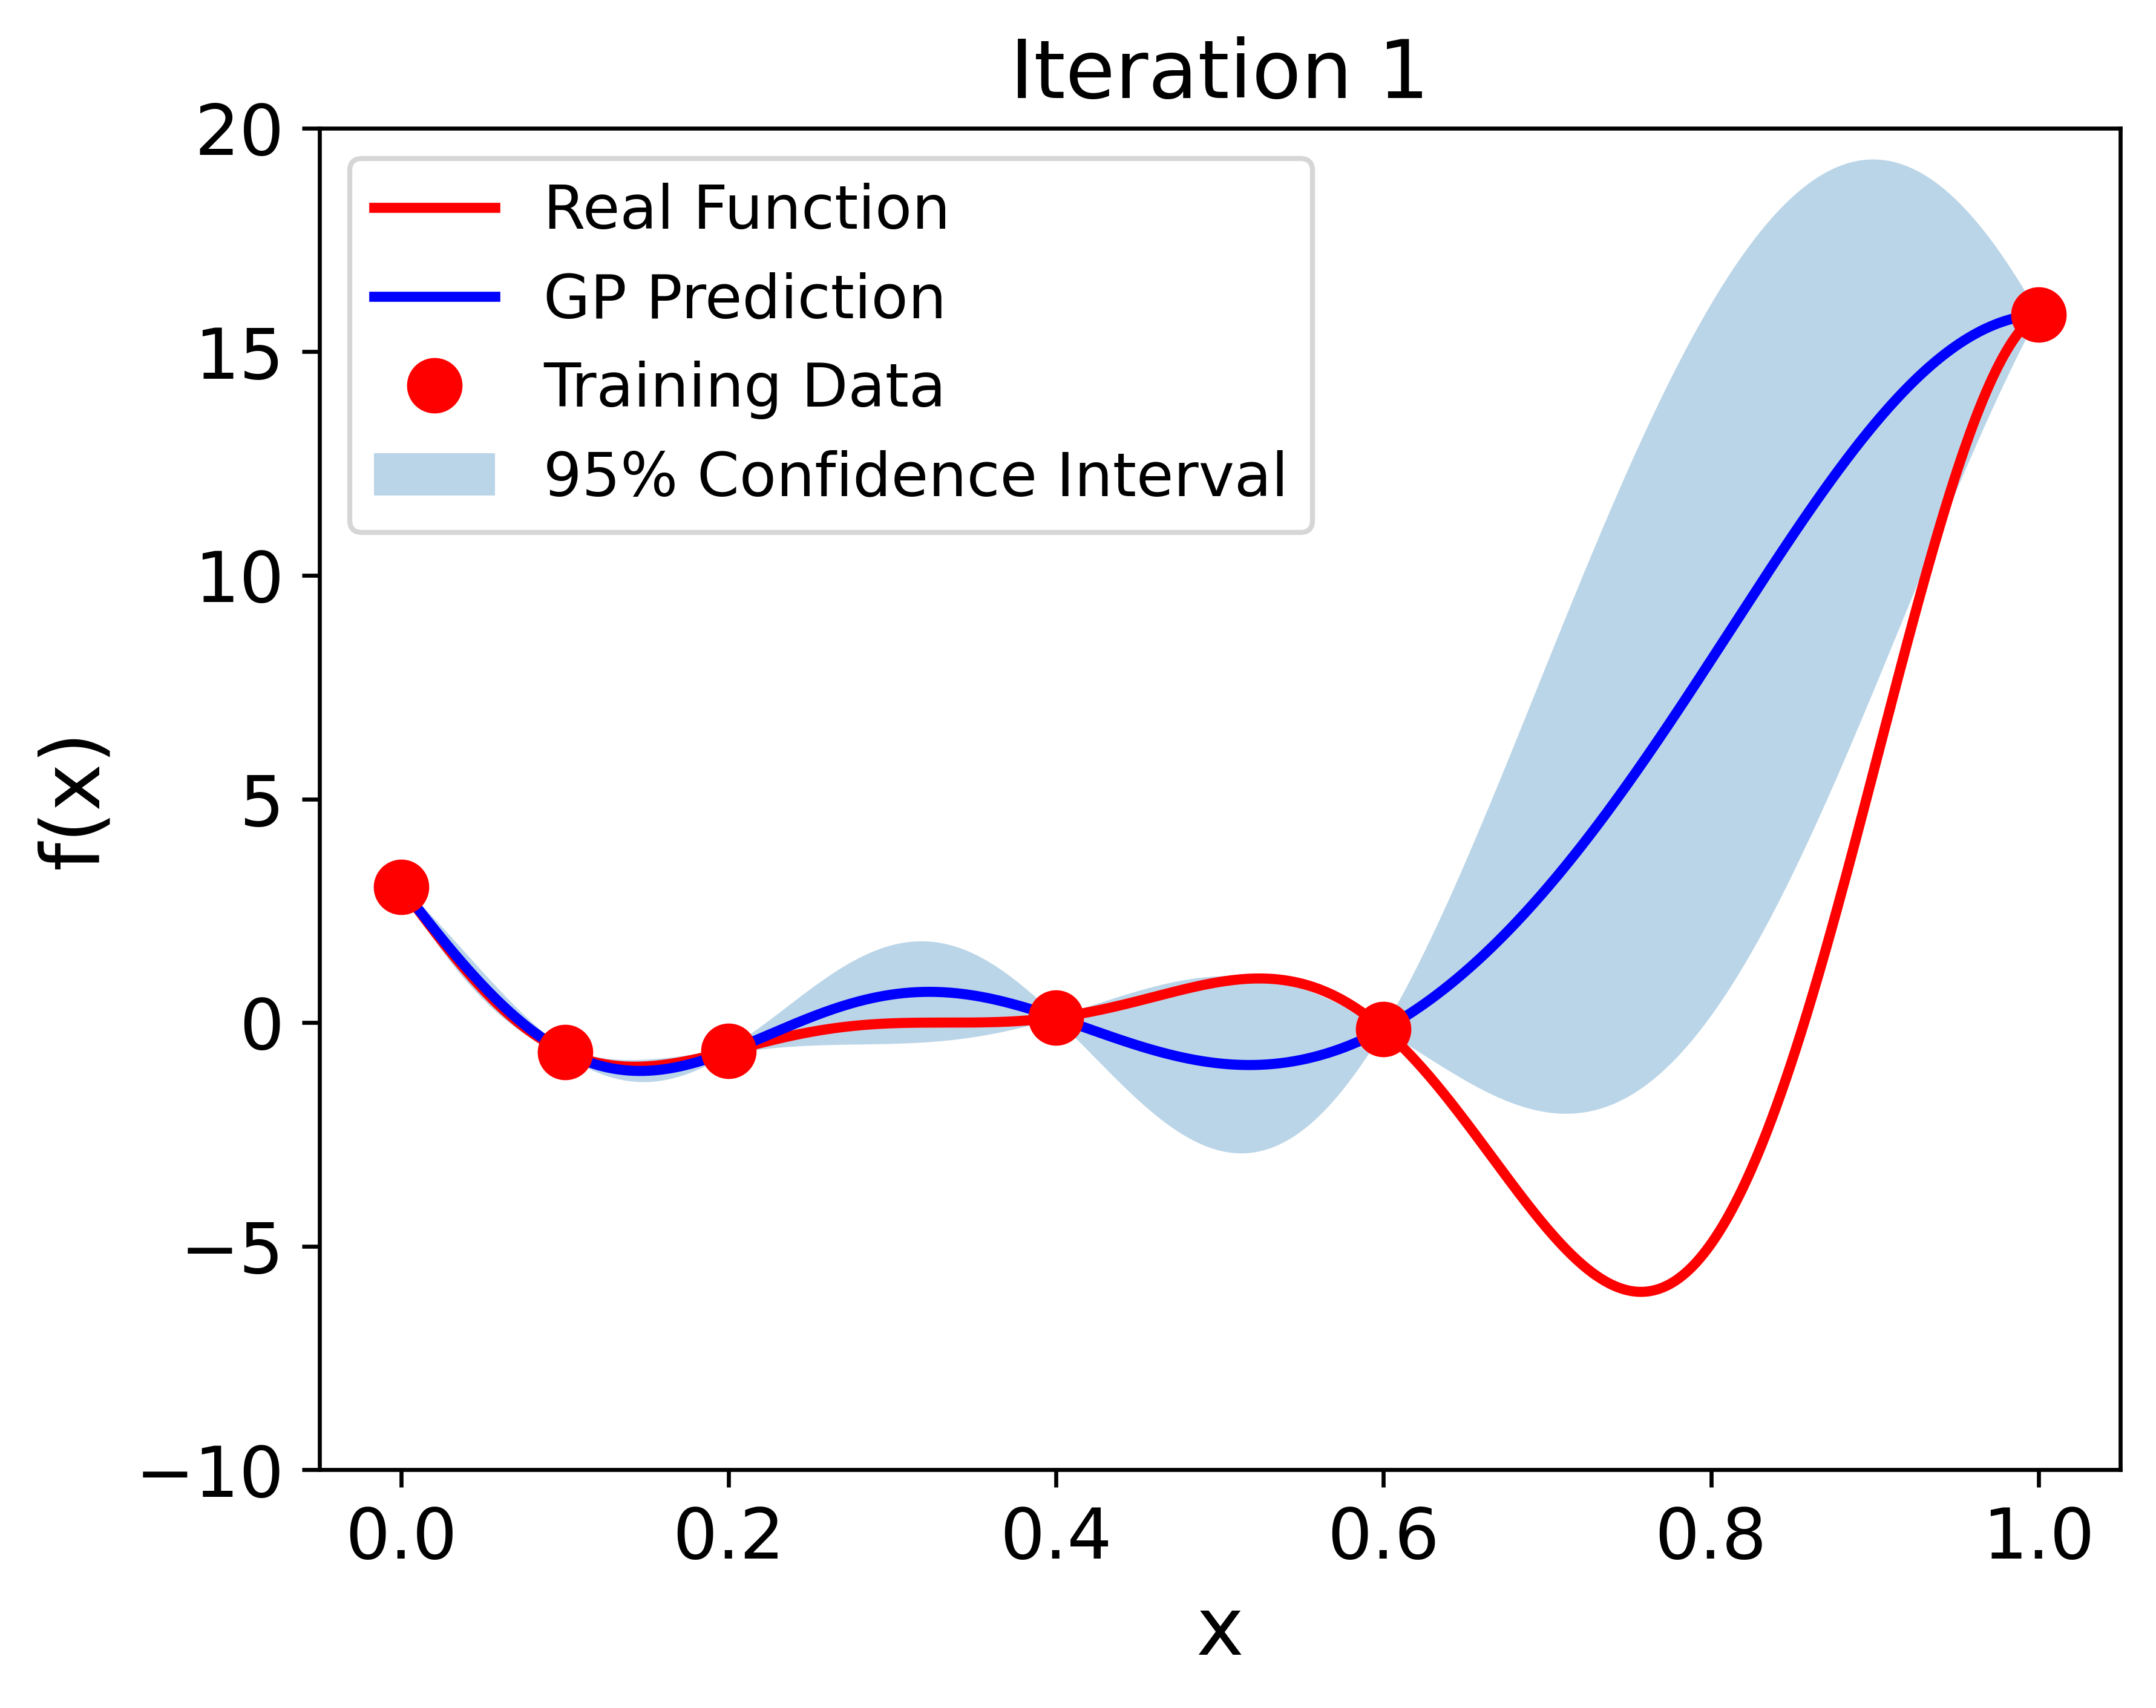 Iteration 1
20
15
10
5
0
−5
−10
f(x)
Real Function
GP Prediction
Training Data
95% Confidence Interval
0.0 0.2 0.4 0.6 0.8 1.0
x